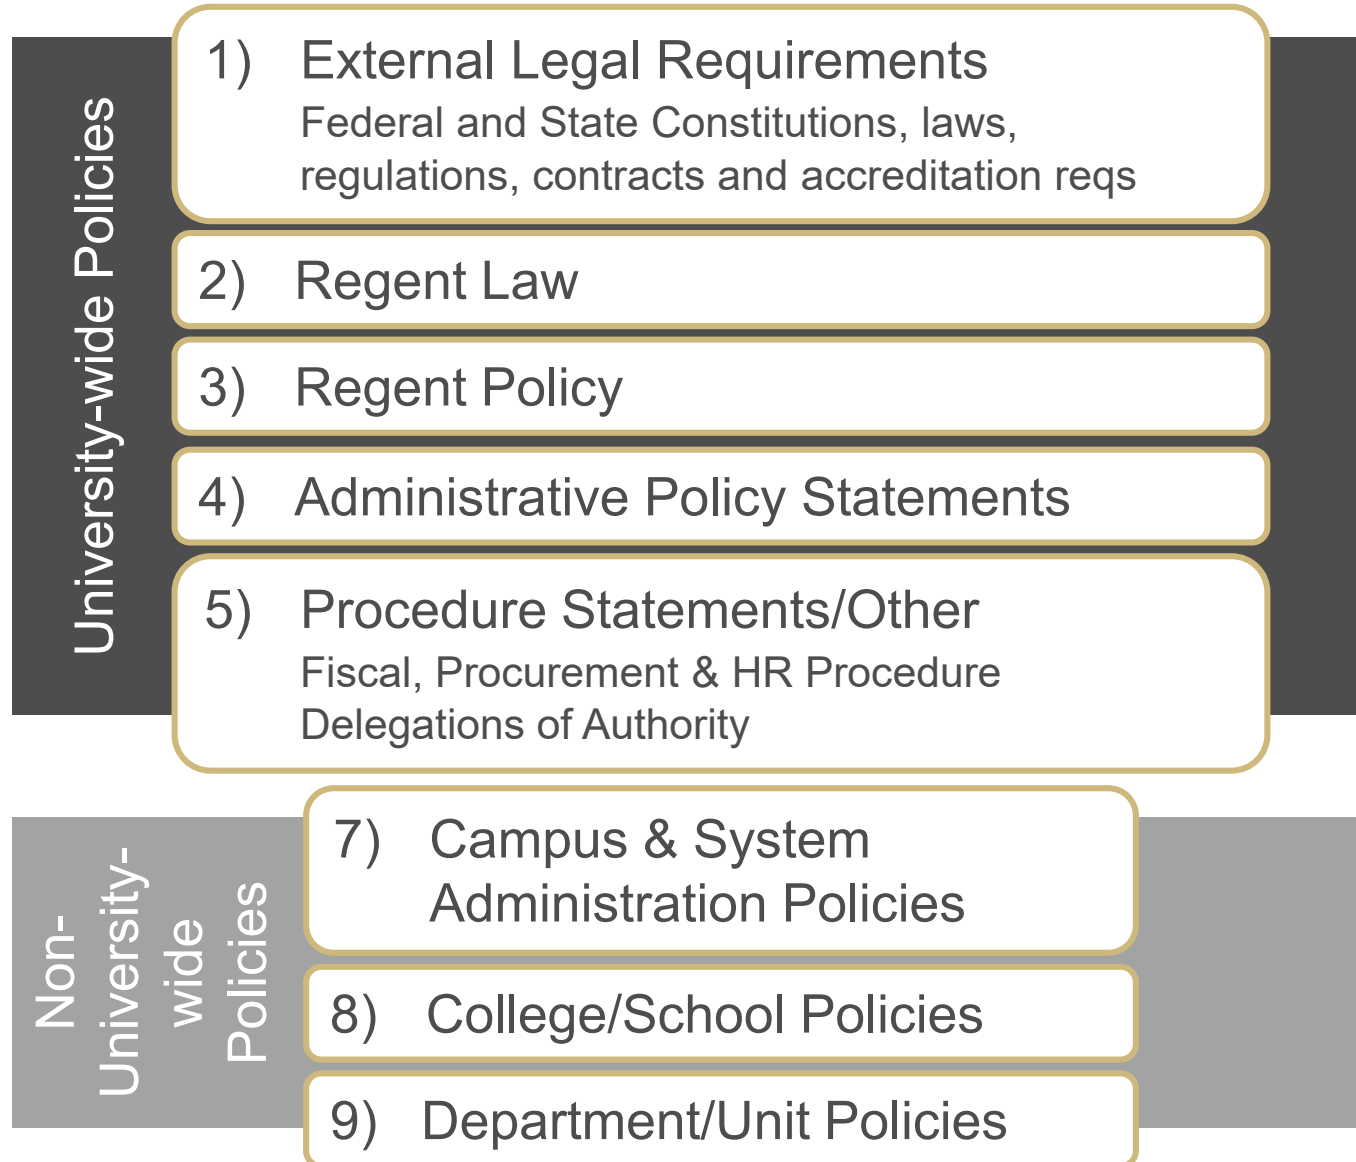 University-wide Policies
1) External Legal Requirements
Federal and State Constitutions, laws,
regulations, contracts and accreditation reqs
2) Regent Law
3) Regent Policy
4) Administrative Policy Statements
5) Procedure Statements/Other
Fiscal, Procurement & HR Procedure
Delegations of Authority
Non-
University-
wide
Policies
7) Campus & System
Administration Policies
8) College/School Policies
9) Department/Unit Policies